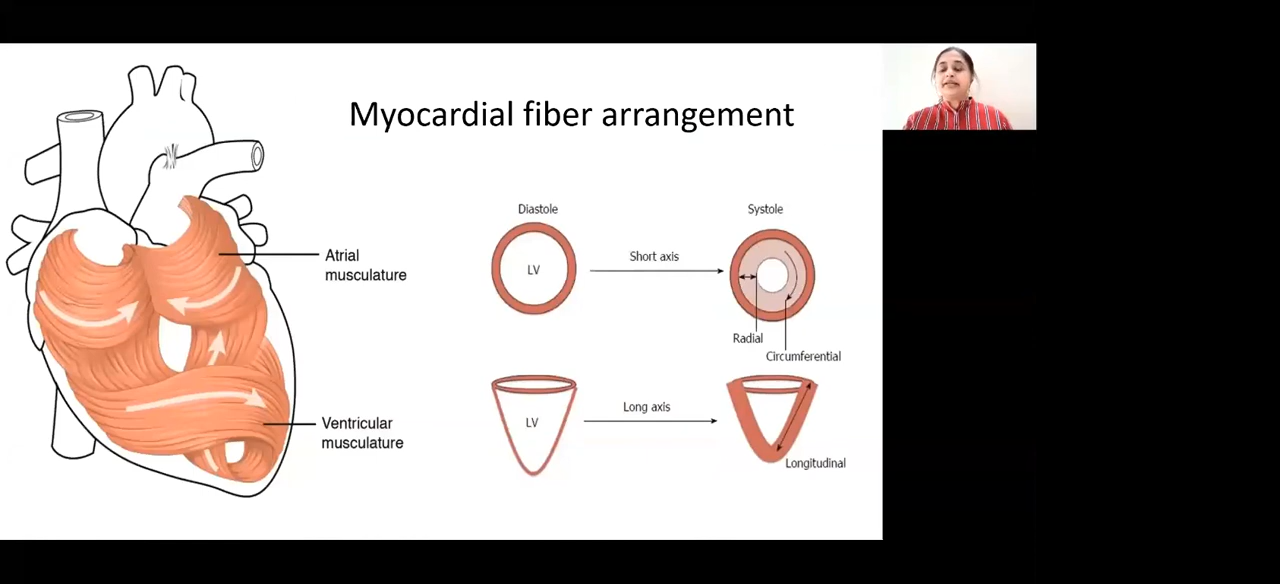 Myocardial fiber arrangement
Atrial
musculature
Ventricular
musculature
Diastole
Systole
LV
Short axis
Radial
Circumferential
LV
Long axis
Longitudinal